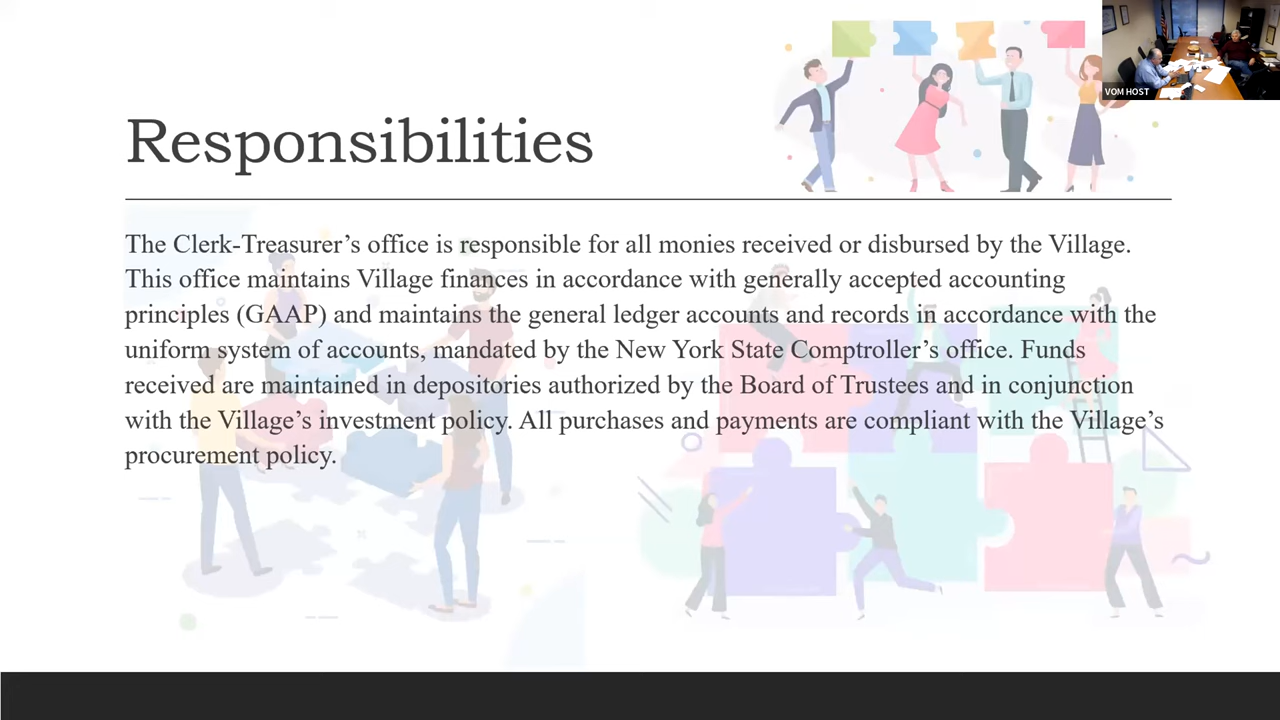 VOM HOST
Responsibilities
The Clerk-Treasurer’s office is responsible for all monies received or disbursed by the Village.
This office maintains Village finances in accordance with generally accepted accounting
principles (GAAP) and maintains the general ledger accounts and records in accordance with the
uniform system of accounts, mandated by the New York State Comptroller’s office. Funds
received are maintained in depositories authorized by the Board of Trustees and in conjunction
with the Village’s investment policy. All purchases and payments are compliant with the Village’s
procurement policy.